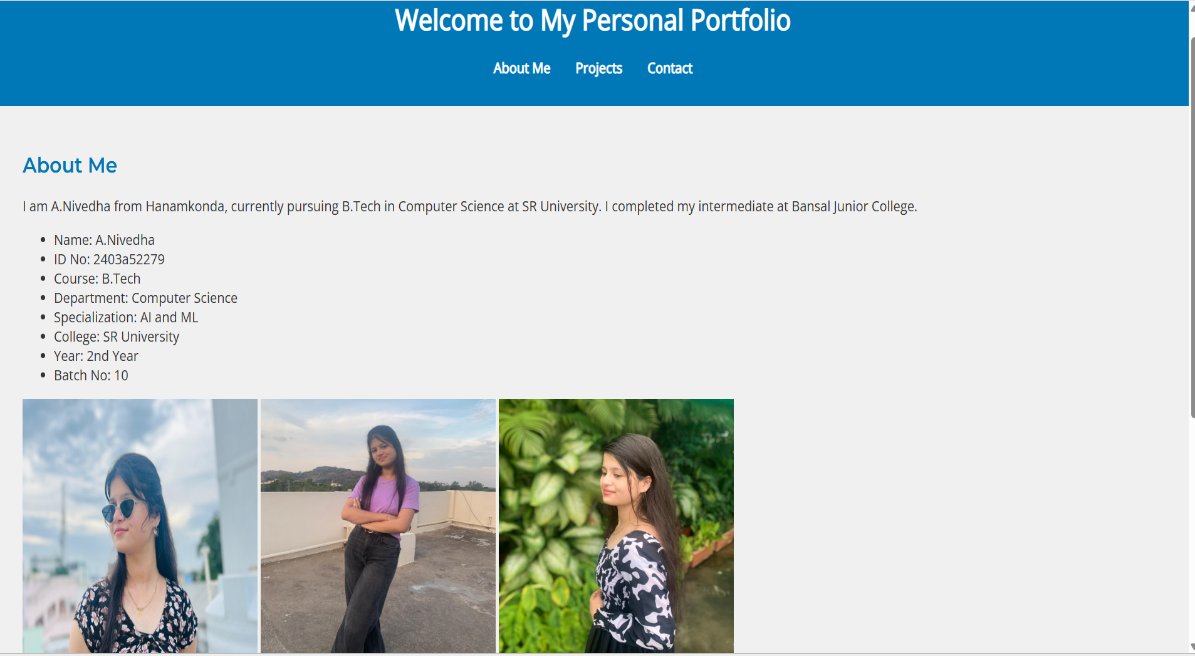 Welcome to My Personal Portfolio
About Me Projects Contact
About Me
I am A.Nivedha from Hanamkonda, currently pursuing B.Tech in Computer Science at SR University. I completed my intermediate at Bansal Junior College.
Name: A.Nivedha
ID No: 2403a52279
Course: B.Tech
Department: Computer Science
Specialization: AI and ML
College: SR University
Year: 2nd Year
Batch No: 10